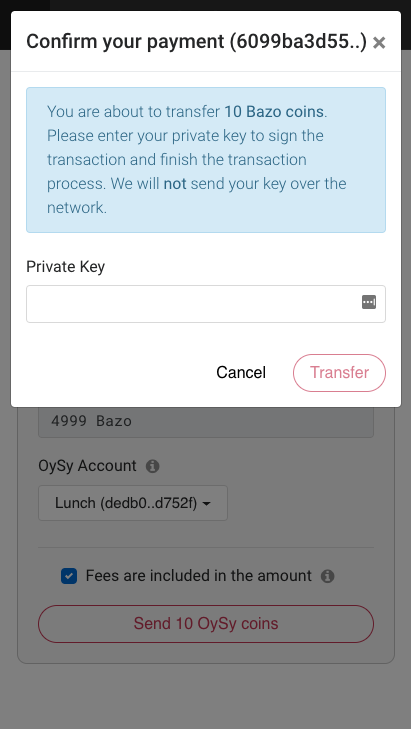 Confirm your payment (6099ba3d55..) ×
You are about to transfer 10 Bazo coins.
Please enter your private key to sign the
transaction and finish the transaction
process. We will not send your key over the
network.
Private Key
Cancel
Transfer
4999 Bazo
OySy Account
Lunch (dedb0..d752f)
Fees are included in the amount
Send 10 OySy coins